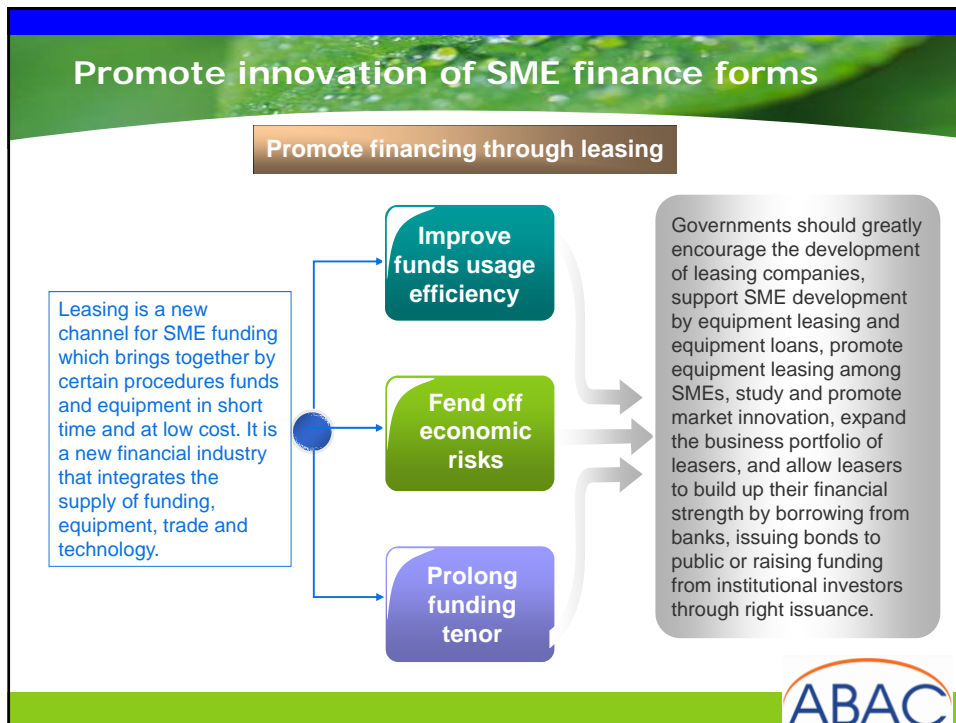 Promote innovation of SME finance forms
Promote financing through leasing
Leasing is a new
channel for SME funding
which brings together by
certain procedures funds
and equipment in short
time and at low cost. It is
a new financial industry
that integrates the
supply of funding,
equipment, trade and
technology.
Improve
funds usage
efficiency
Fend off
economic
risks
Prolong
funding
tenor
Governments should greatly
encourage the development
of leasing companies,
support SME development
by equipment leasing and
equipment loans, promote
equipment leasing among
SMEs, study and promote
market innovation, expand
the business portfolio of
leasers, and allow leasers
to build up their financial
strength by borrowing from
banks, issuing bonds to
public or raising funding
from institutional investors
through right issuance.
ABAC